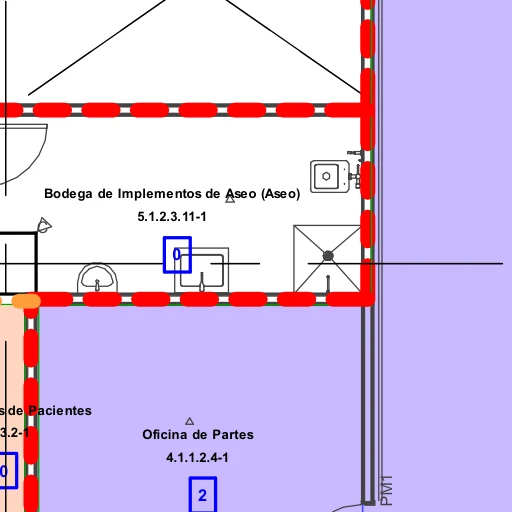 Bodega de Implementos de Aseo (Aseo)
5.1.2.3.11-1
0
s de Pacientes
3.2-1
0
Oficina de Partes
4.1.1.2.4-1
2
PM1